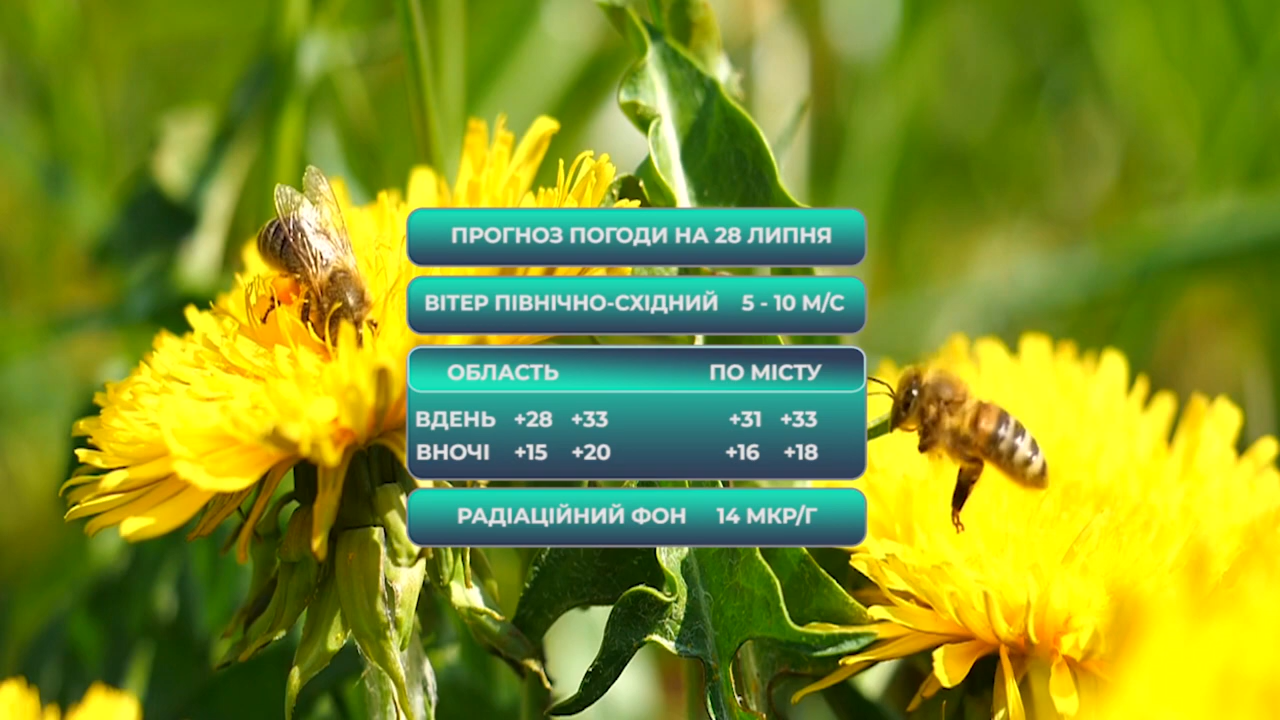 ПРОГНОЗ ПОГОДИ НА 28 ЛИПНЯ
ВІТЕР ПІВНІЧНО-СХІДНИЙ 5 - 10 М/С
ОБЛАСТЬ ПО МІСТУ
ВДЕНЬ +28 +33 +31 +33
ВНОЧІ +15 +20 +16 +18
РАДІАЦІЙНИЙ ФОН 14 МКР/Г